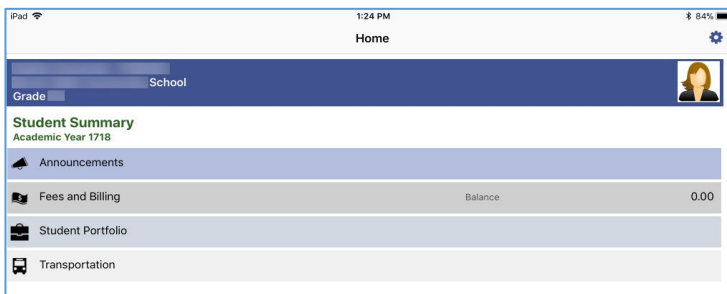 iPad 1:24 PM 84%
Home
School
Grade
Student Summary
Academic Year 1718
Announcements
Fees and Billing Balance 0.00
Student Portfolio
Transportation